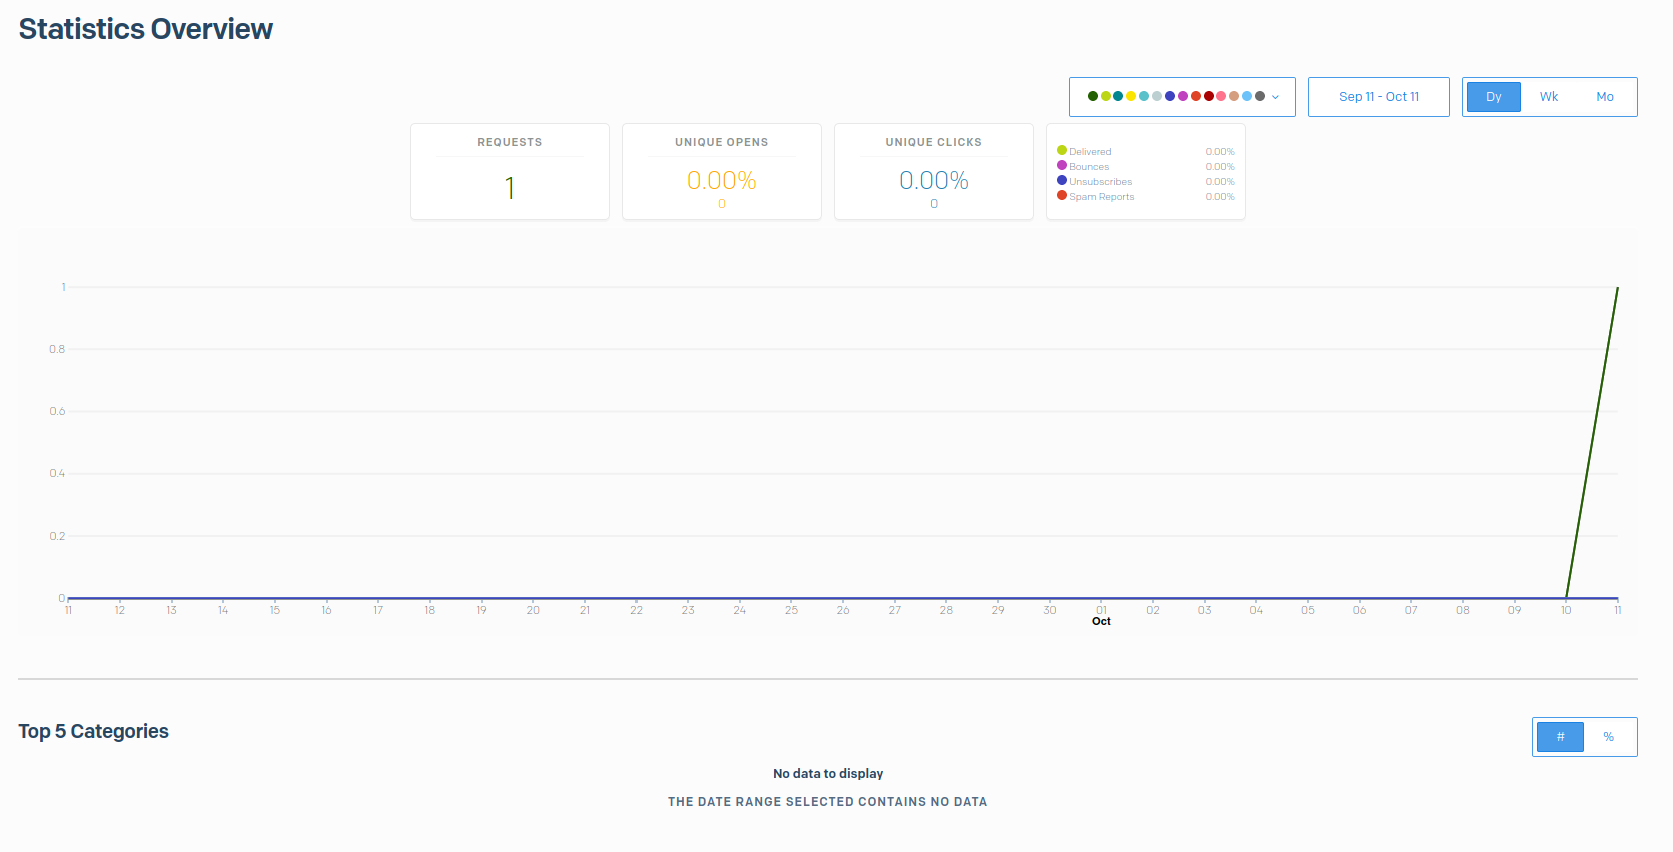 Statistics Overview
Sep 11 - Oct 11
Dy Wk Mo
REQUESTS
1
UNIQUE OPENS
0.00%
0
UNIQUE CLICKS
0.00%
0
Delivered 0.00%
Bounces 0.00%
Unsubscribes 0.00%
Spam Reports 0.00%
1
0.8
0.6
0.4
0.2
0
11 12 13 14 15 16 17 18 19 20 21 22 23 24 25 26 27 28 29 30 01 02 03 04 05 06 07 08 09 10 11
Oct
Top 5 Categories
# %
No data to display
THE DATE RANGE SELECTED CONTAINS NO DATA